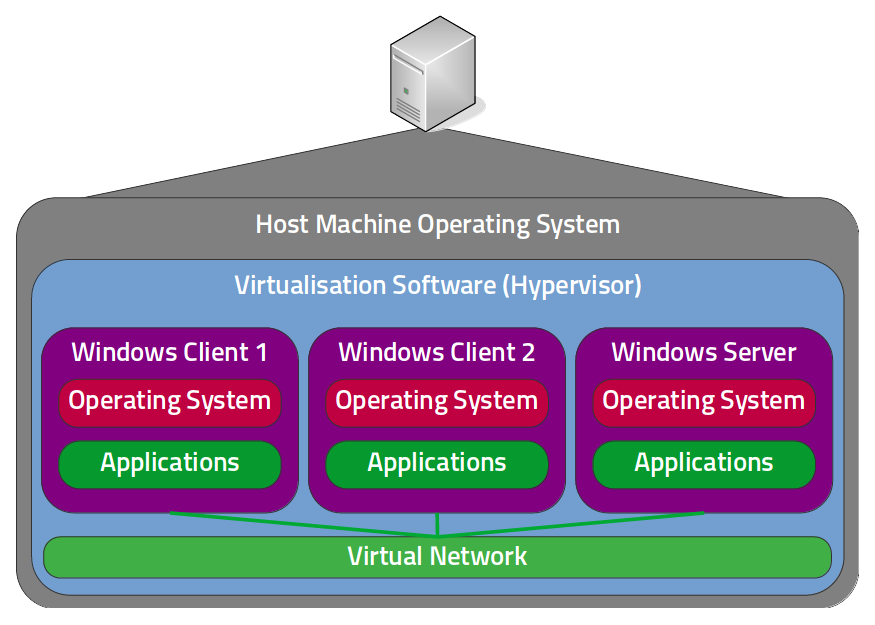 Host Machine Operating System
Virtualisation Software (Hypervisor)
Windows Client 1
Operating System
Applications
Windows Client 2
Operating System
Applications
Windows Server
Operating System
Applications
Virtual Network